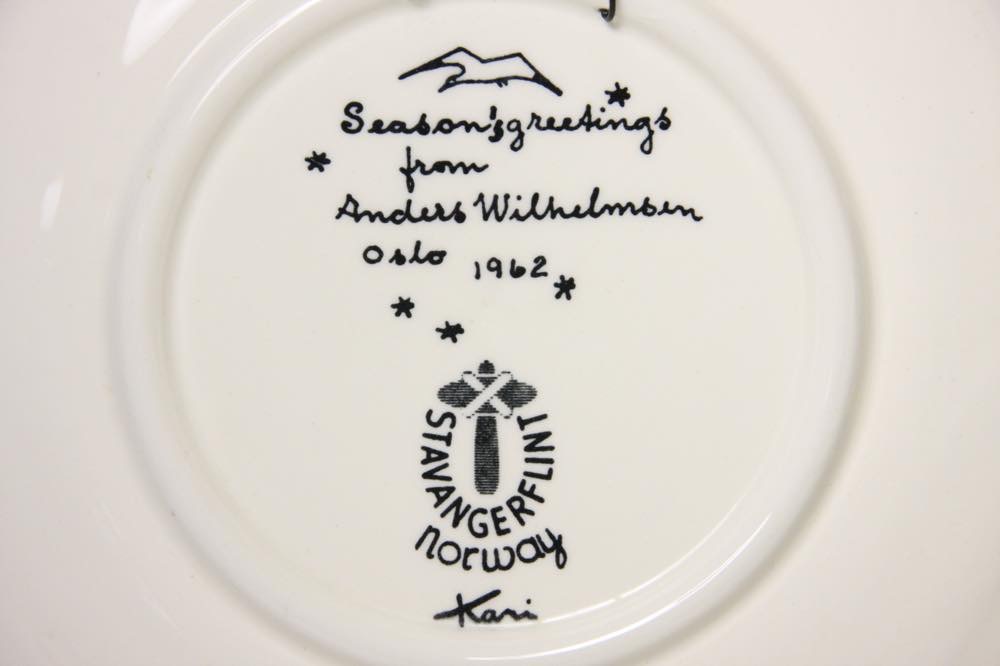 Season's greetings
from
Anders Wilhelmsen
Oslo 1962
STAVANGERFLINT
norway
Kari